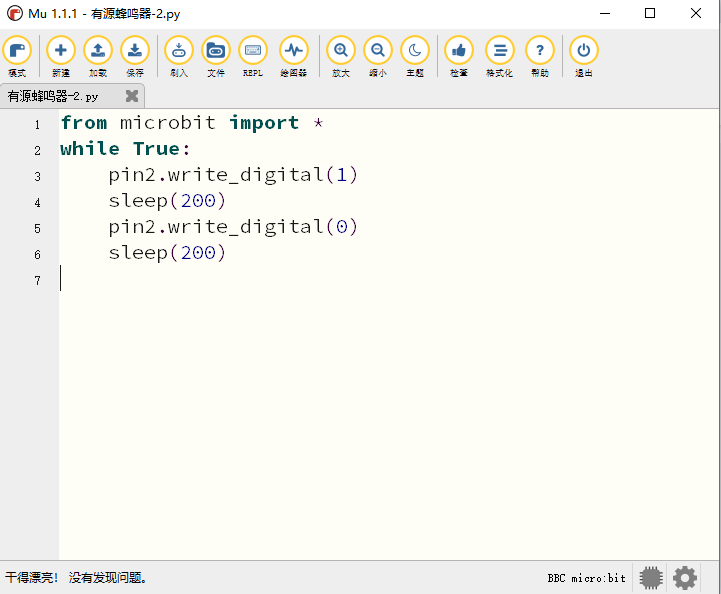 Mu 1.1.1 - 有源蜂鸣器-2.py
模式 新建 加载 保存 刷入 文件 REPL 绘图器 放大 缩小 主题 检查 格式化 帮助 退出
有源蜂鸣器-2.py
1 from microbit import *
2 while True:
3     pin2.write_digital(1)
4     sleep(200)
5     pin2.write_digital(0)
6     sleep(200)
7
干得漂亮! 没有发现问题。 BBC micro:bit